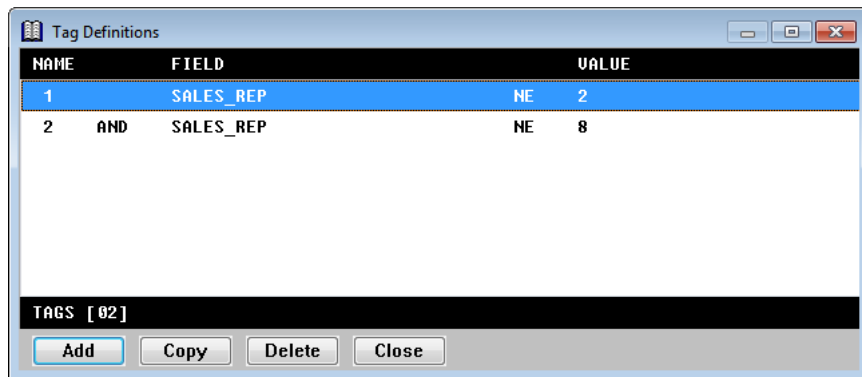 Tag Definitions
NAME FIELD VALUE
1 SALES_REP NE 2
2 AND SALES_REP NE 8
TAGS [02]
Add Copy Delete Close